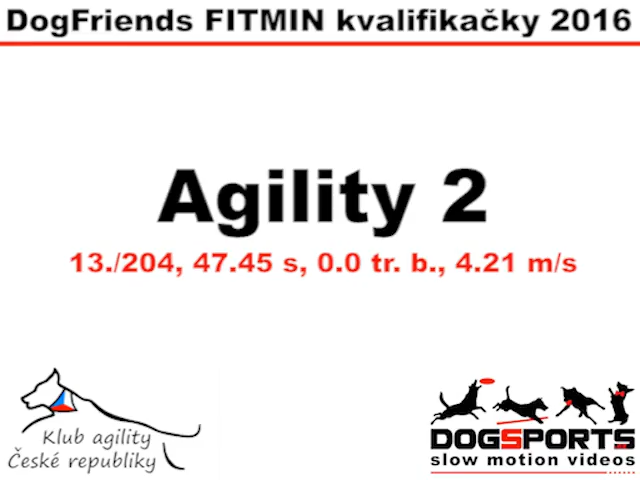 DogFriends FITMIN kvalifikačky 2016
Agility 2
13./204, 47.45 s, 0.0 tr. b., 4.21 m/s
Klub agility
České republiky
DOGSPORTS
slow motion videos